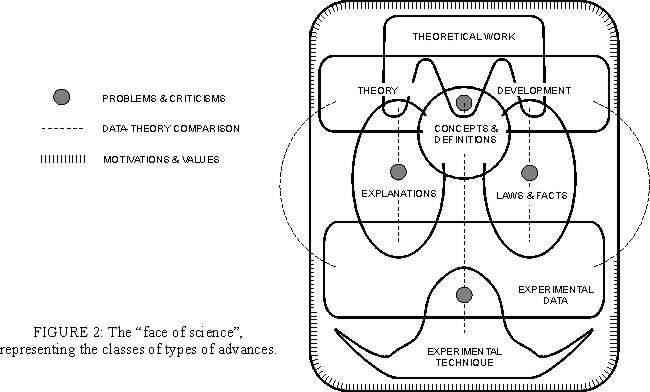 THEORETICAL WORK
THEORY DEVELOPMENT
PROBLEMS & CRITICISMS
DATA-THEORY COMPARISON
MOTIVATIONS & VALUES
CONCEPTS &
DEFINITIONS
EXPLANATIONS
LAWS & FACTS
EXPERIMENTAL
DATA
EXPERIMENTAL
TECHNIQUE
FIGURE 2: The “face of science”,
representing the classes of types of advances.